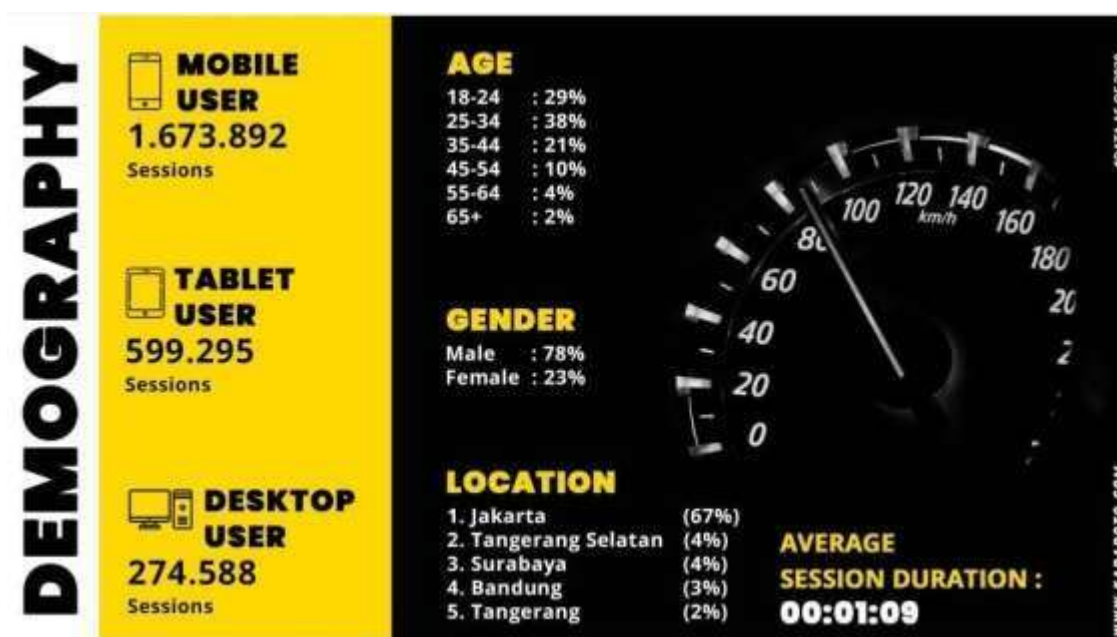 DEMOGRAPHY
MOBILE
USER
1.673.892
Sessions
TABLET
USER
599.295
Sessions
DESKTOP
USER
274.588
Sessions
AGE
18-24 : 29%
25-34 : 38%
35-44 : 21%
45-54 : 10%
55-64 : 4%
65+ : 2%
GENDER
Male : 78%
Female : 23%
LOCATION
1. Jakarta (67%)
2. Tangerang Selatan (4%)
3. Surabaya (4%)
4. Bandung (3%)
5. Tangerang (2%)
0
20
40
60
100
120
140
160
180
km/h
AVERAGE
SESSION DURATION :
00:01:09